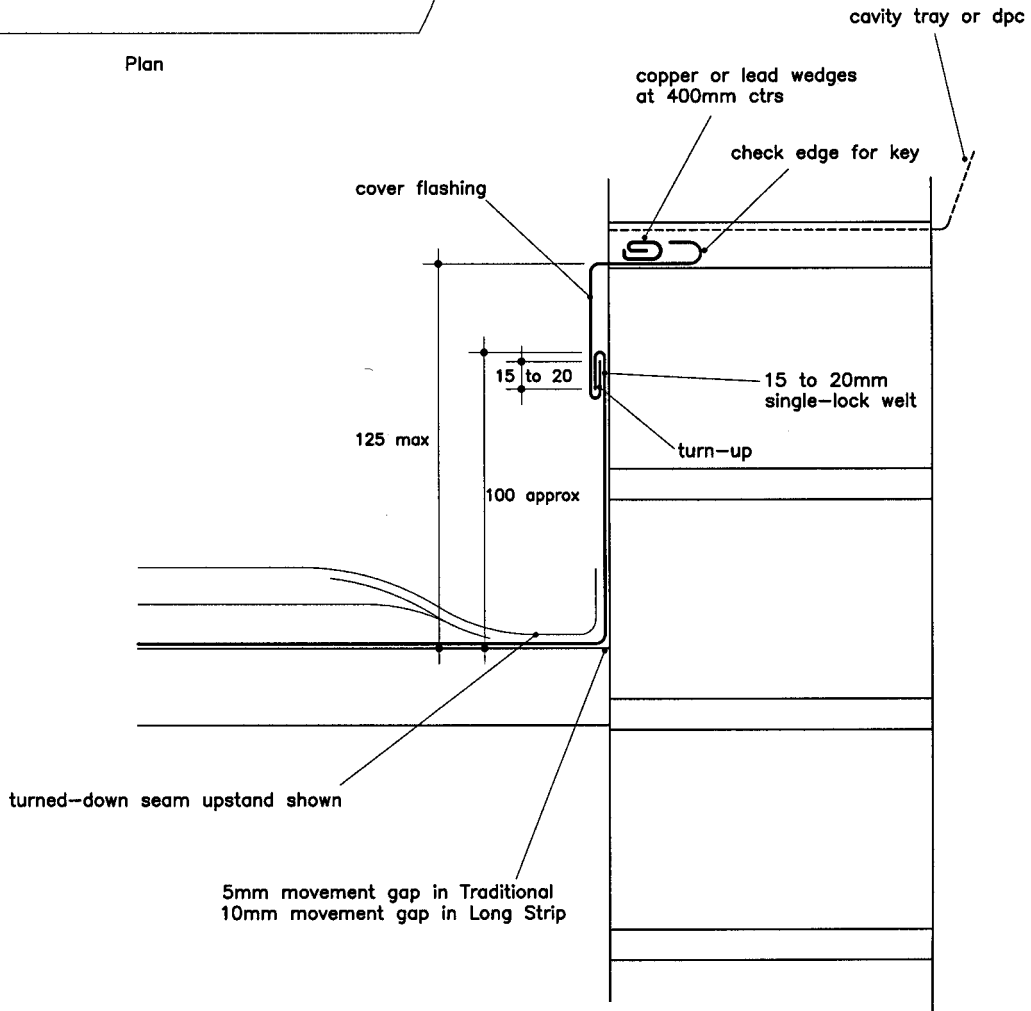 cavity tray or dpc
Plan
copper or lead wedges
at 400mm ctrs
check edge for key
cover flashing
15 to 20
15 to 20mm
single-lock welt
125 max
turn-up
100 approx
turned-down seam upstand shown
5mm movement gap in Traditional
10mm movement gap in Long Strip